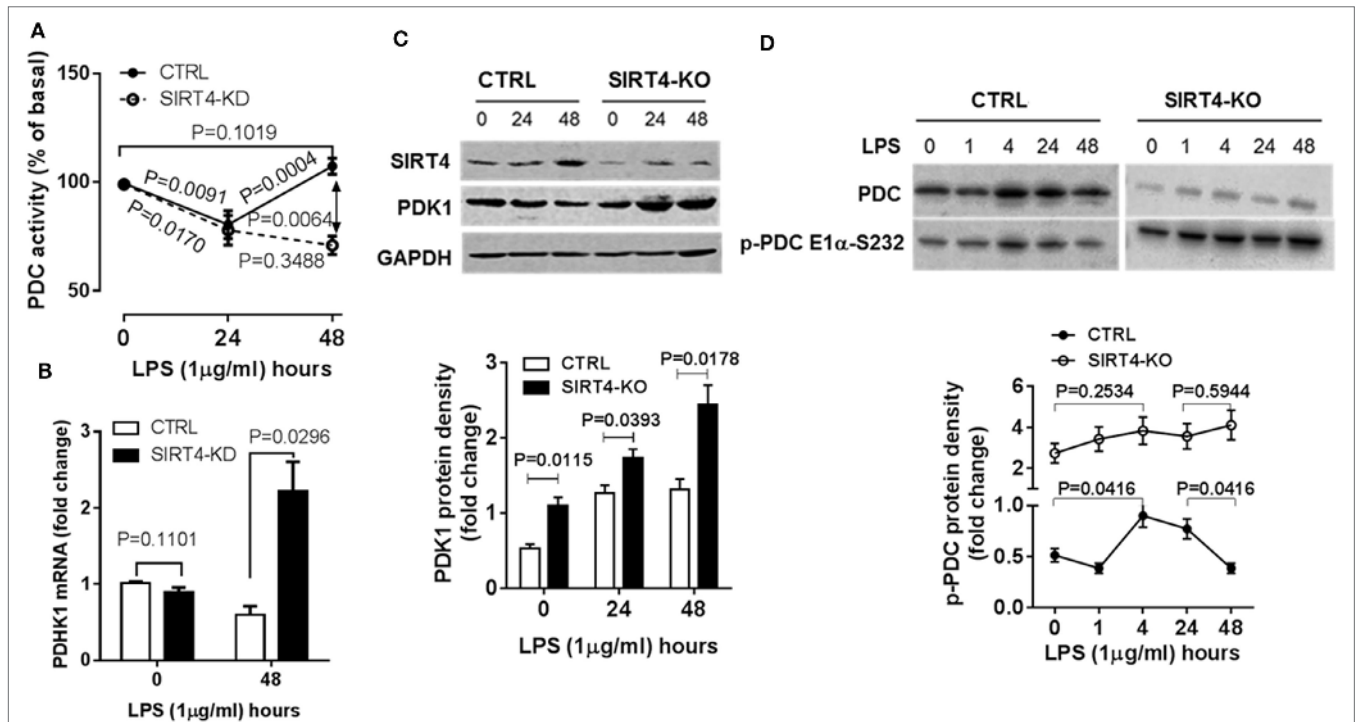 A
PDC activity (% of basal)
150
100
50
CTRL
SIRT4-KD
P=0.1019
P=0.0091
P=0.0004
P=0.0170
P=0.0064
P=0.3488
0 24 48
LPS (1μg/ml) hours
B
PDHK1 mRNA (fold change)
3
2
1
0
CTRL
SIRT4-KD
P=0.0296
P=0.1101
0 48
LPS (1μg/ml) hours
C
CTRL SIRT4-KO
0 24 48 0 24 48
SIRT4
PDK1
GAPDH
PDK1 protein density
(fold change)
3
2
1
0
CTRL
SIRT4-KO
P=0.0178
P=0.0393
P=0.0115
0 24 48
LPS (1μg/ml) hours
D
CTRL SIRT4-KO
LPS 0 1 4 24 48 0 1 4 24 48
PDC
p-PDC E1α-S232
CTRL
SIRT4-KO
p-PDC protein density
(fold change)
6
4
2
1.0
0.5
0.0
P=0.2534 P=0.5944
P=0.0416 P=0.0416
0 1 4 24 48
LPS (1μg/ml) hours